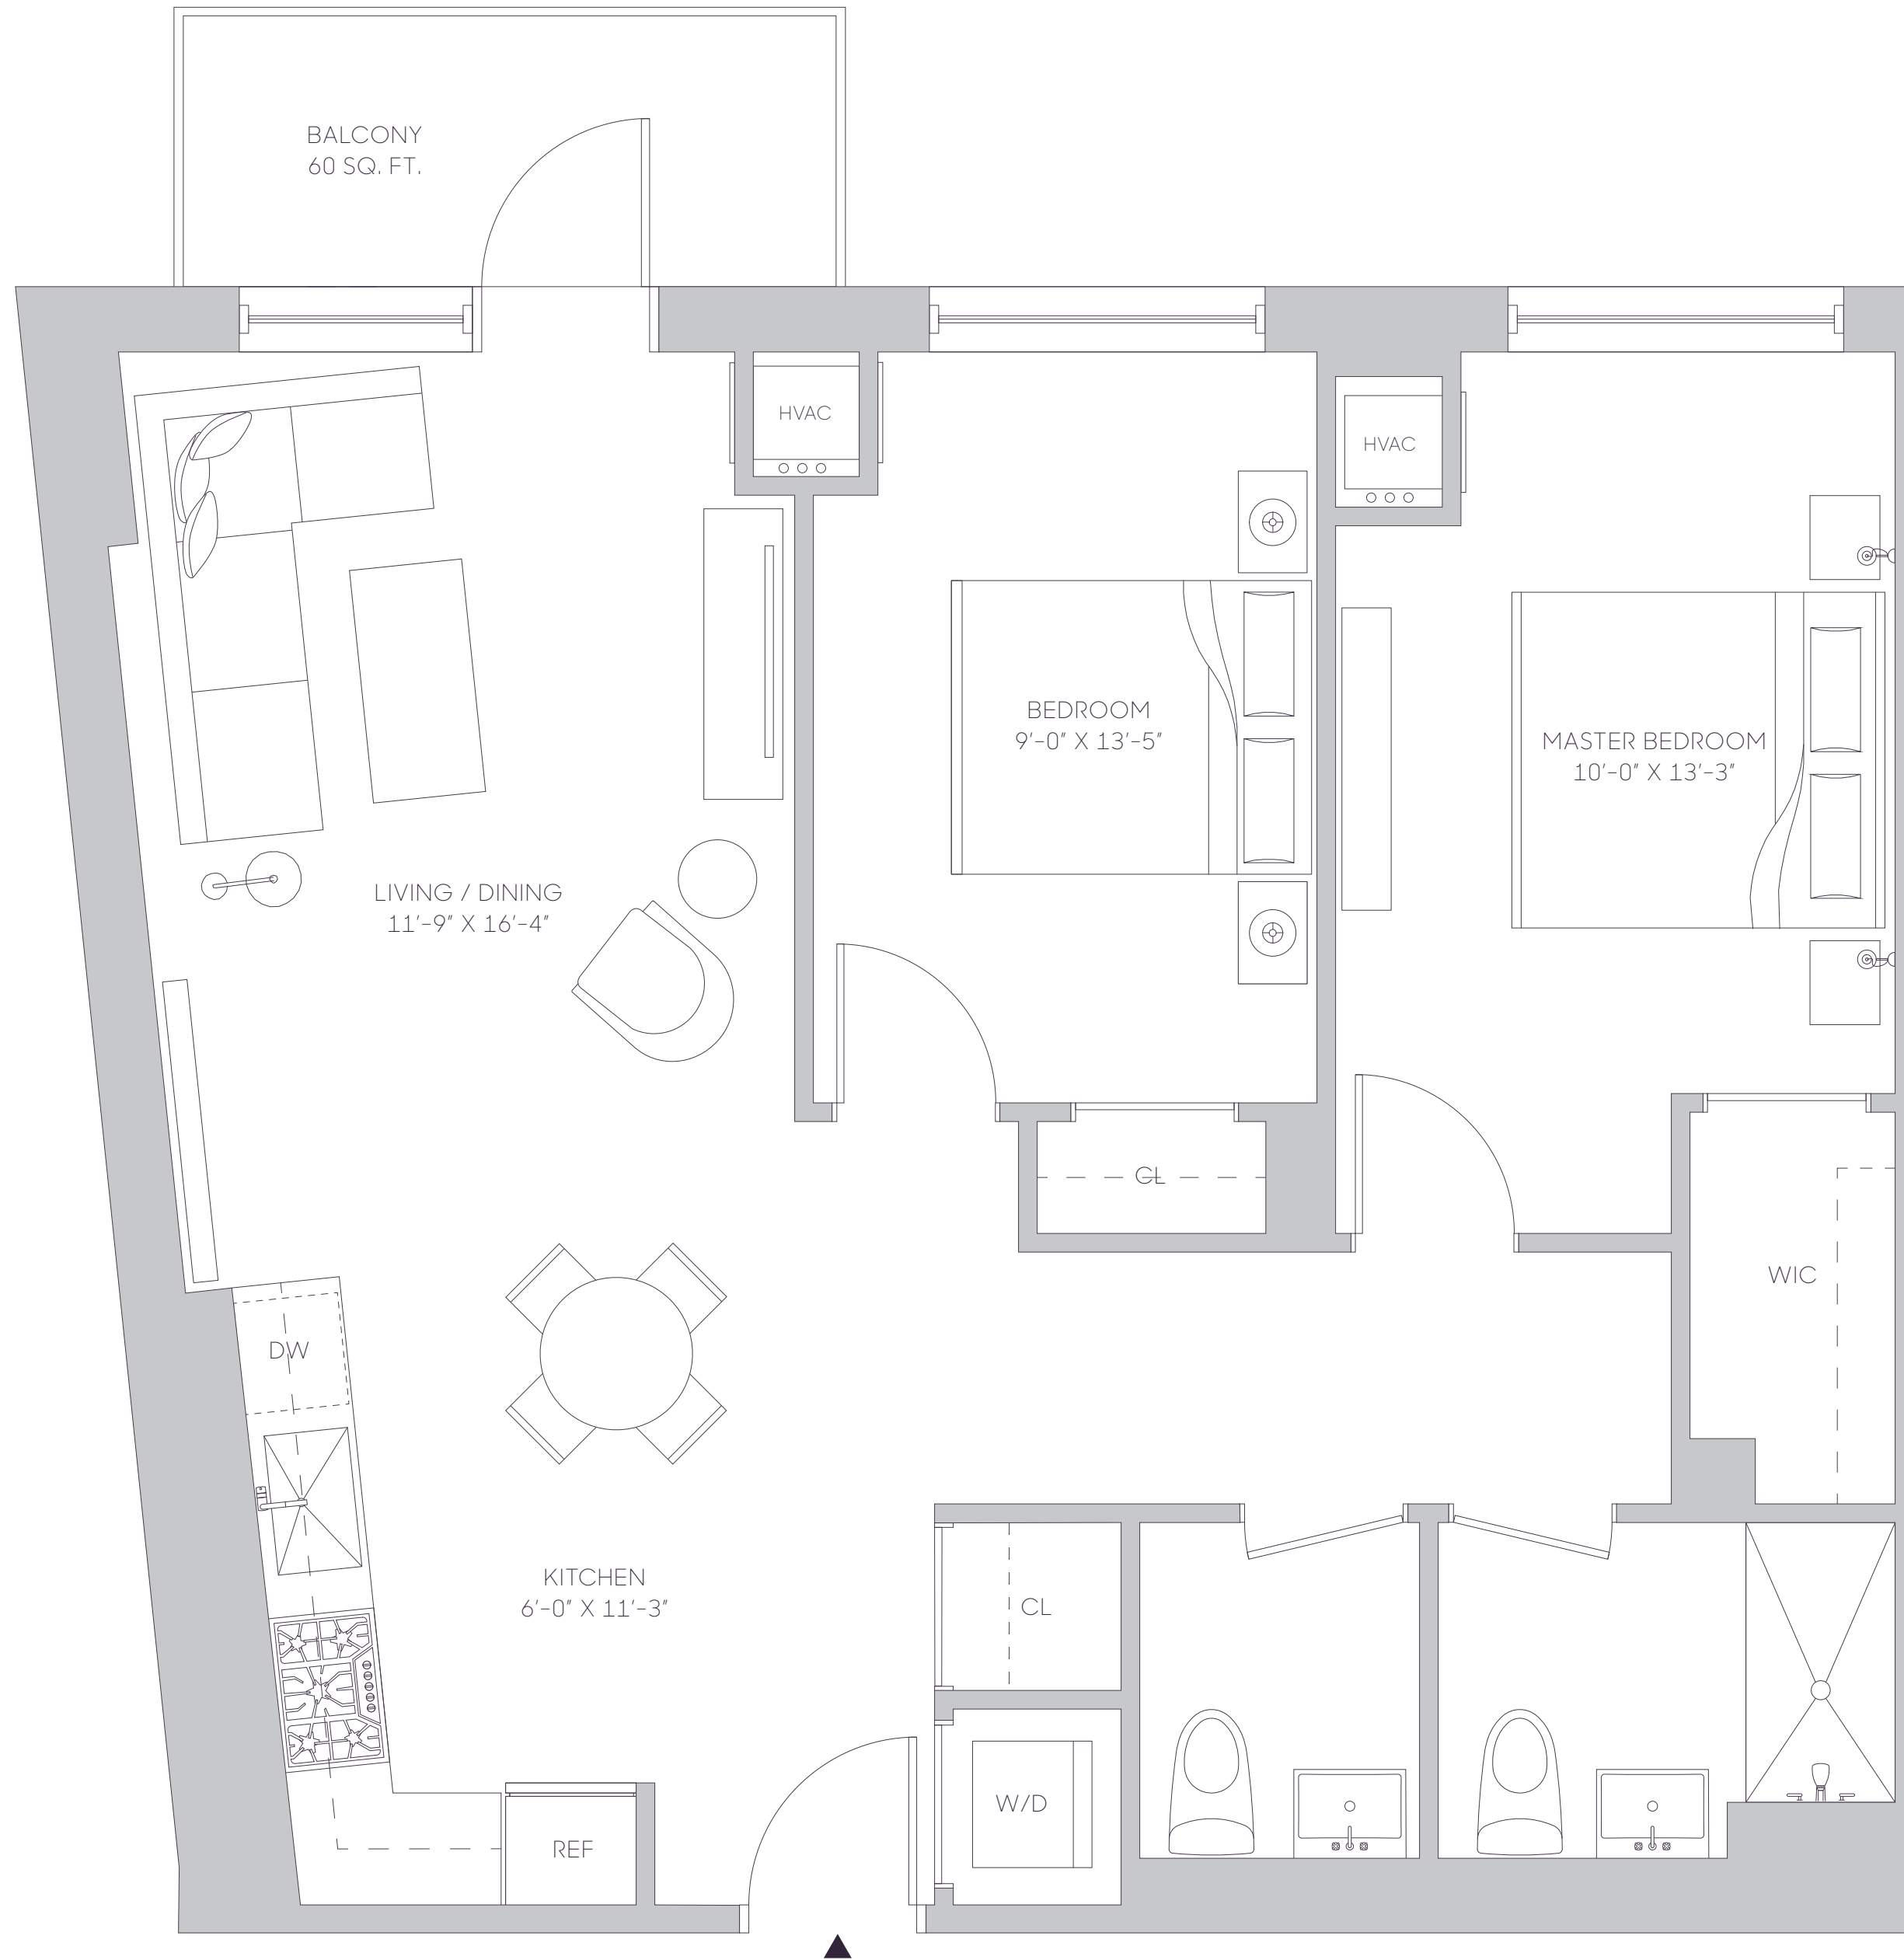 BALCONY
60 SQ. FT.
HVAC
HVAC
BEDROOM
9'-0" X 13'-5"
MASTER BEDROOM
10'-0" X 13'-3"
LIVING / DINING
11'-9" X 16'-4"
CL
WIC
DW
KITCHEN
6'-0" X 11'-3"
CL
W/D
REF